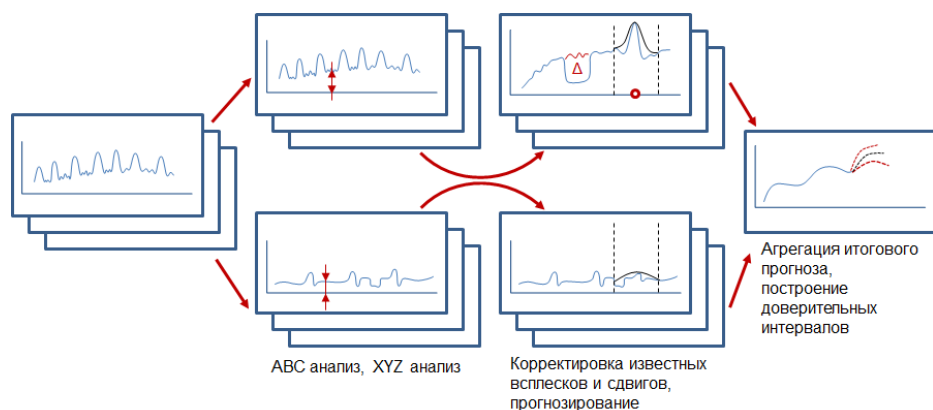 Δ
Агрегация итогового
прогноза,
построение
доверительных
интервалов
ABC анализ, XYZ анализ
Корректировка известных
всплесков и сдвигов,
прогнозирование